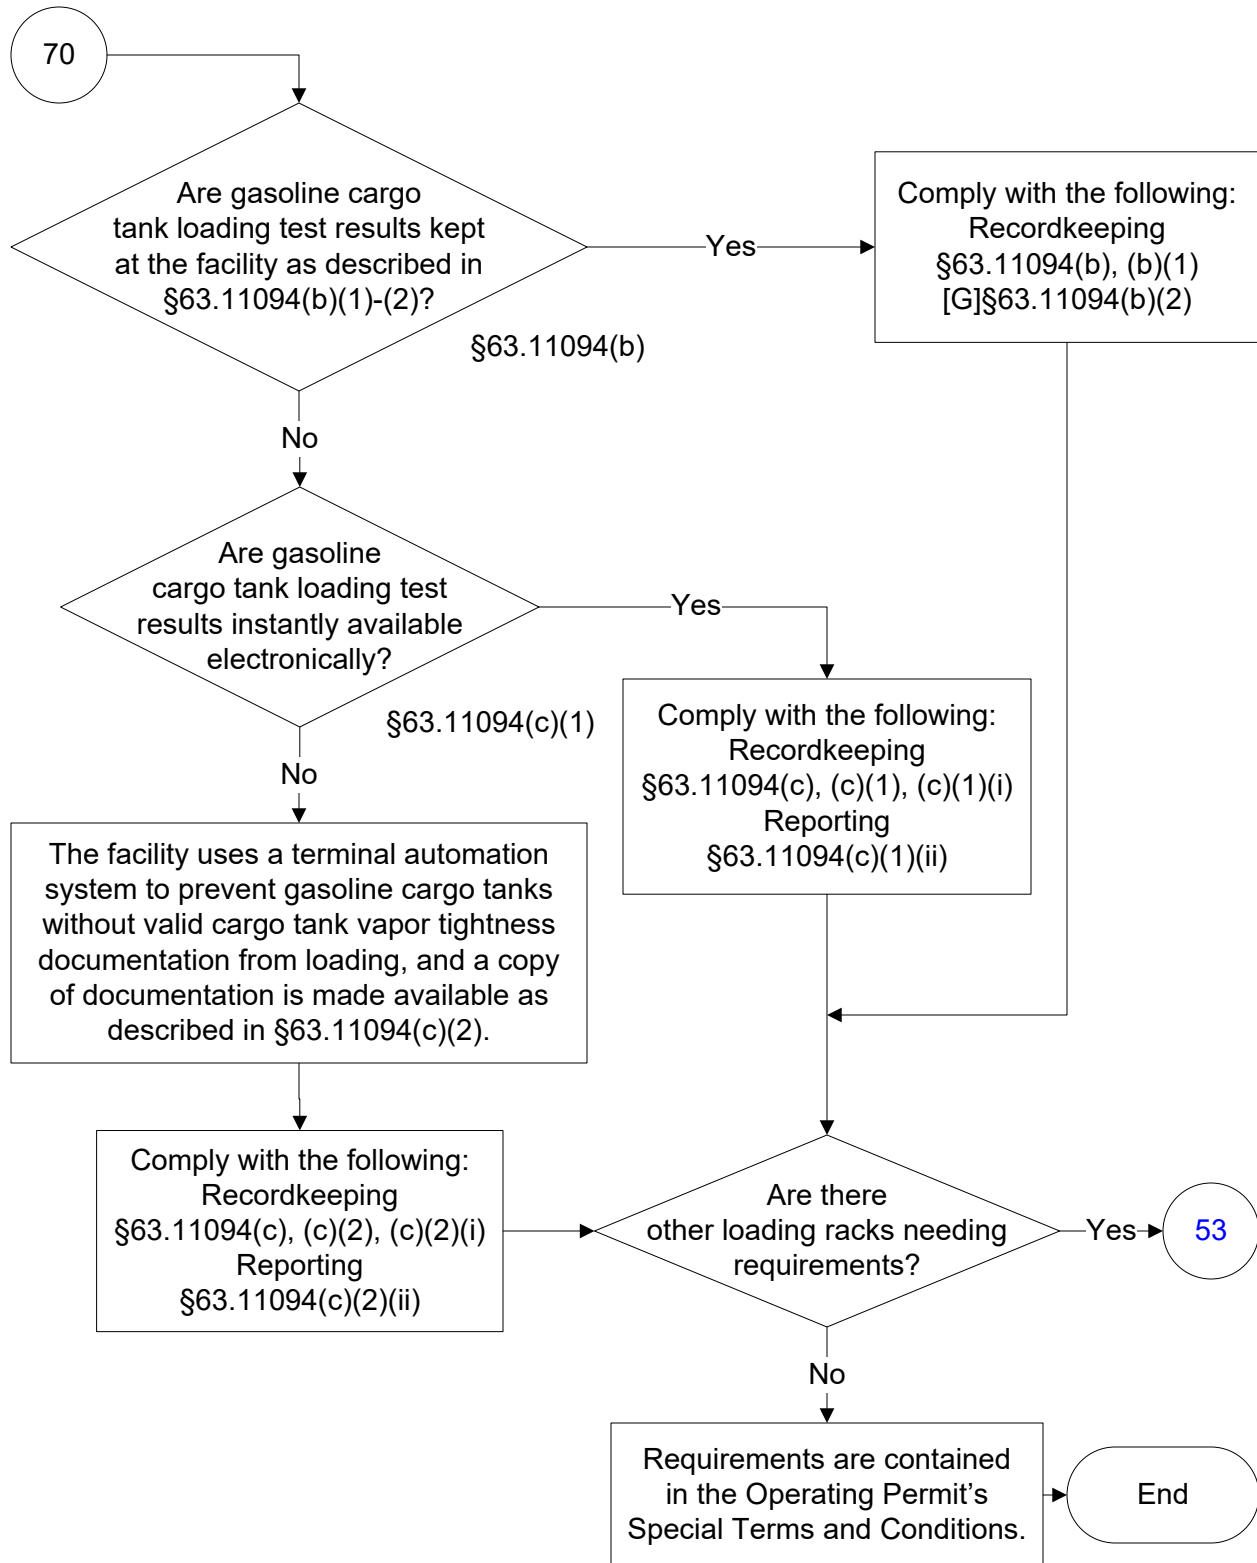 70
Are gasoline cargo
tank loading test results kept
at the facility as described in
§63.11094(b)(1)-(2)?
§63.11094(b)
Yes
Comply with the following:
Recordkeeping
§63.11094(b), (b)(1)
[G]§63.11094(b)(2)
No
Are gasoline
cargo tank loading test
results instantly available
electronically?
§63.11094(c)(1)
Yes
Comply with the following:
Recordkeeping
§63.11094(c), (c)(1), (c)(1)(i)
Reporting
§63.11094(c)(1)(ii)
No
The facility uses a terminal automation
system to prevent gasoline cargo tanks
without valid cargo tank vapor tightness
documentation from loading, and a copy
of documentation is made available as
described in §63.11094(c)(2).
Comply with the following:
Recordkeeping
§63.11094(c), (c)(2), (c)(2)(i)
Reporting
§63.11094(c)(2)(ii)
Are there
other loading racks needing
requirements?
Yes
53
No
Requirements are contained
in the Operating Permit’s
Special Terms and Conditions.
End